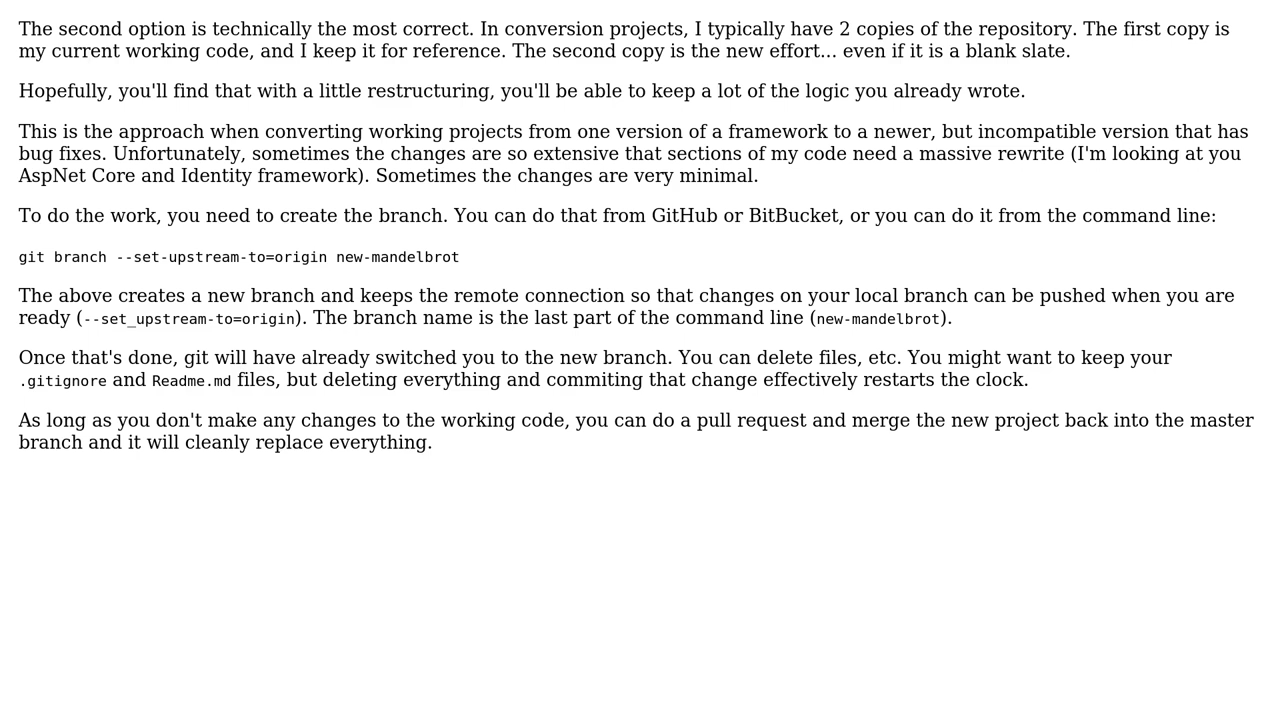 The second option is technically the most correct. In conversion projects, I typically have 2 copies of the repository. The first copy is
my current working code, and I keep it for reference. The second copy is the new effort... even if it is a blank slate.
Hopefully, you'll find that with a little restructuring, you'll be able to keep a lot of the logic you already wrote.
This is the approach when converting working projects from one version of a framework to a newer, but incompatible version that has
bug fixes. Unfortunately, sometimes the changes are so extensive that sections of my code need a massive rewrite (I'm looking at you
AspNet Core and Identity framework). Sometimes the changes are very minimal.
To do the work, you need to create the branch. You can do that from GitHub or BitBucket, or you can do it from the command line:
git branch --set-upstream-to=origin new-mandelbrot
The above creates a new branch and keeps the remote connection so that changes on your local branch can be pushed when you are
ready (--set_upstream-to=origin). The branch name is the last part of the command line (new-mandelbrot).
Once that's done, git will have already switched you to the new branch. You can delete files, etc. You might want to keep your
.gitignore and Readme.md files, but deleting everything and commiting that change effectively restarts the clock.
As long as you don't make any changes to the working code, you can do a pull request and merge the new project back into the master
branch and it will cleanly replace everything.